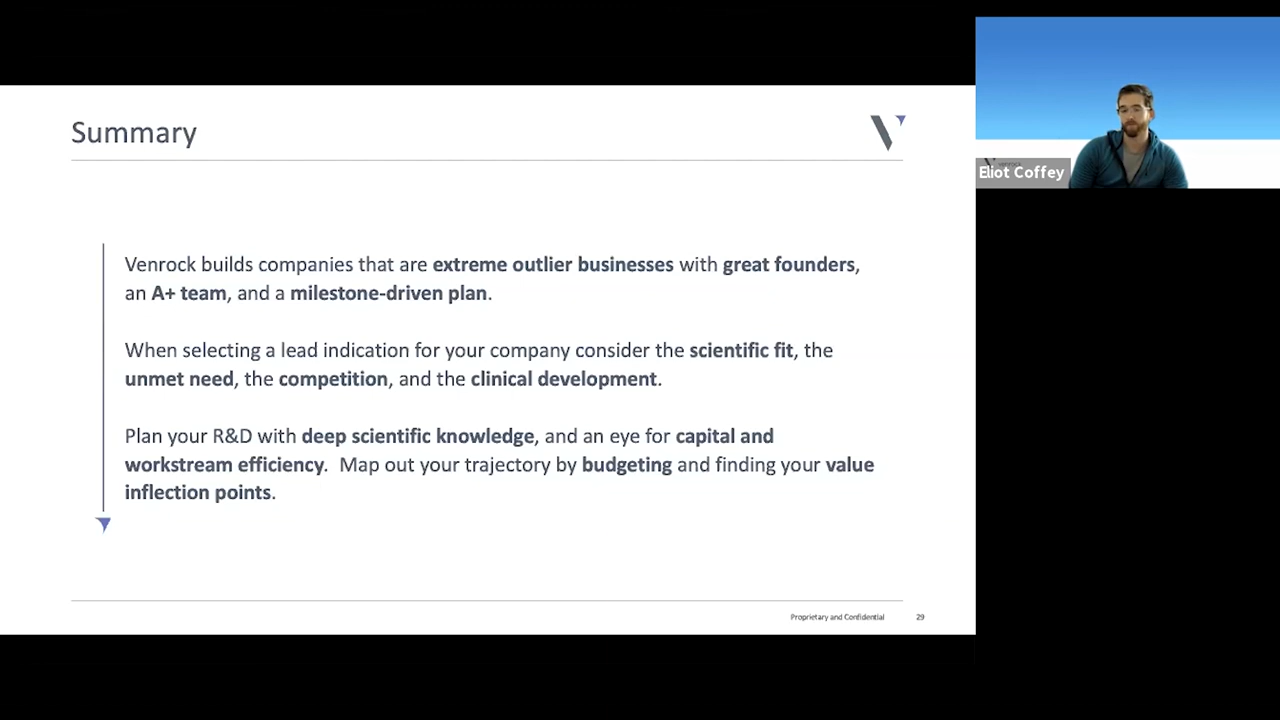 Summary
Venrock builds companies that are extreme outlier businesses with great founders,
an A+ team, and a milestone-driven plan.
When selecting a lead indication for your company consider the scientific fit, the
unmet need, the competition, and the clinical development.
Plan your R&D with deep scientific knowledge, and an eye for capital and
workstream efficiency.  Map out your trajectory by budgeting and finding your value
inflection points.
Proprietary and Confidential
29
Eliot Coffey